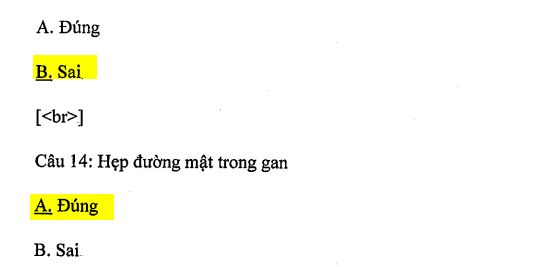 A. Đúng
B. Sai
[<br>]
Câu 14: Hẹp đường mật trong gan
A. Đúng
B. Sai